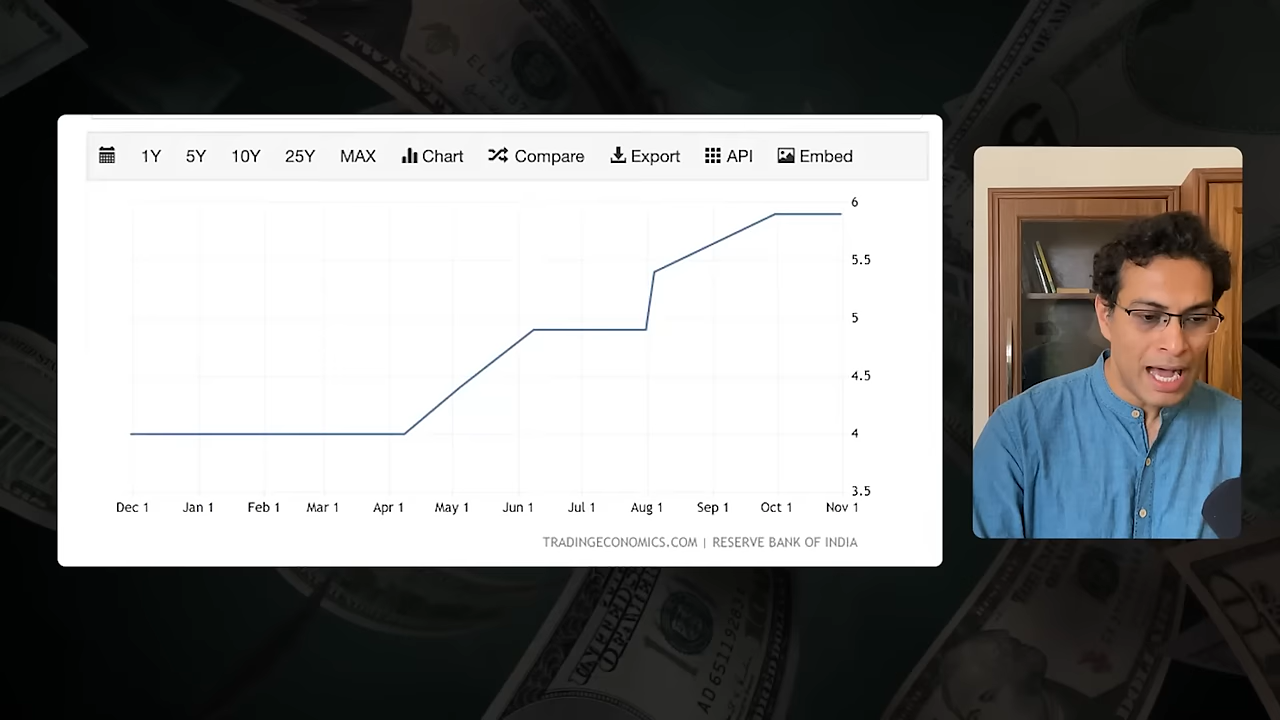 1Y 5Y 10Y 25Y MAX Chart Compare Export API Embed
6
5.5
5
4.5
4
3.5
Dec 1 Jan 1 Feb 1 Mar 1 Apr 1 May 1 Jun 1 Jul 1 Aug 1 Sep 1 Oct 1 Nov 1
TRADINGECONOMICS.COM | RESERVE BANK OF INDIA